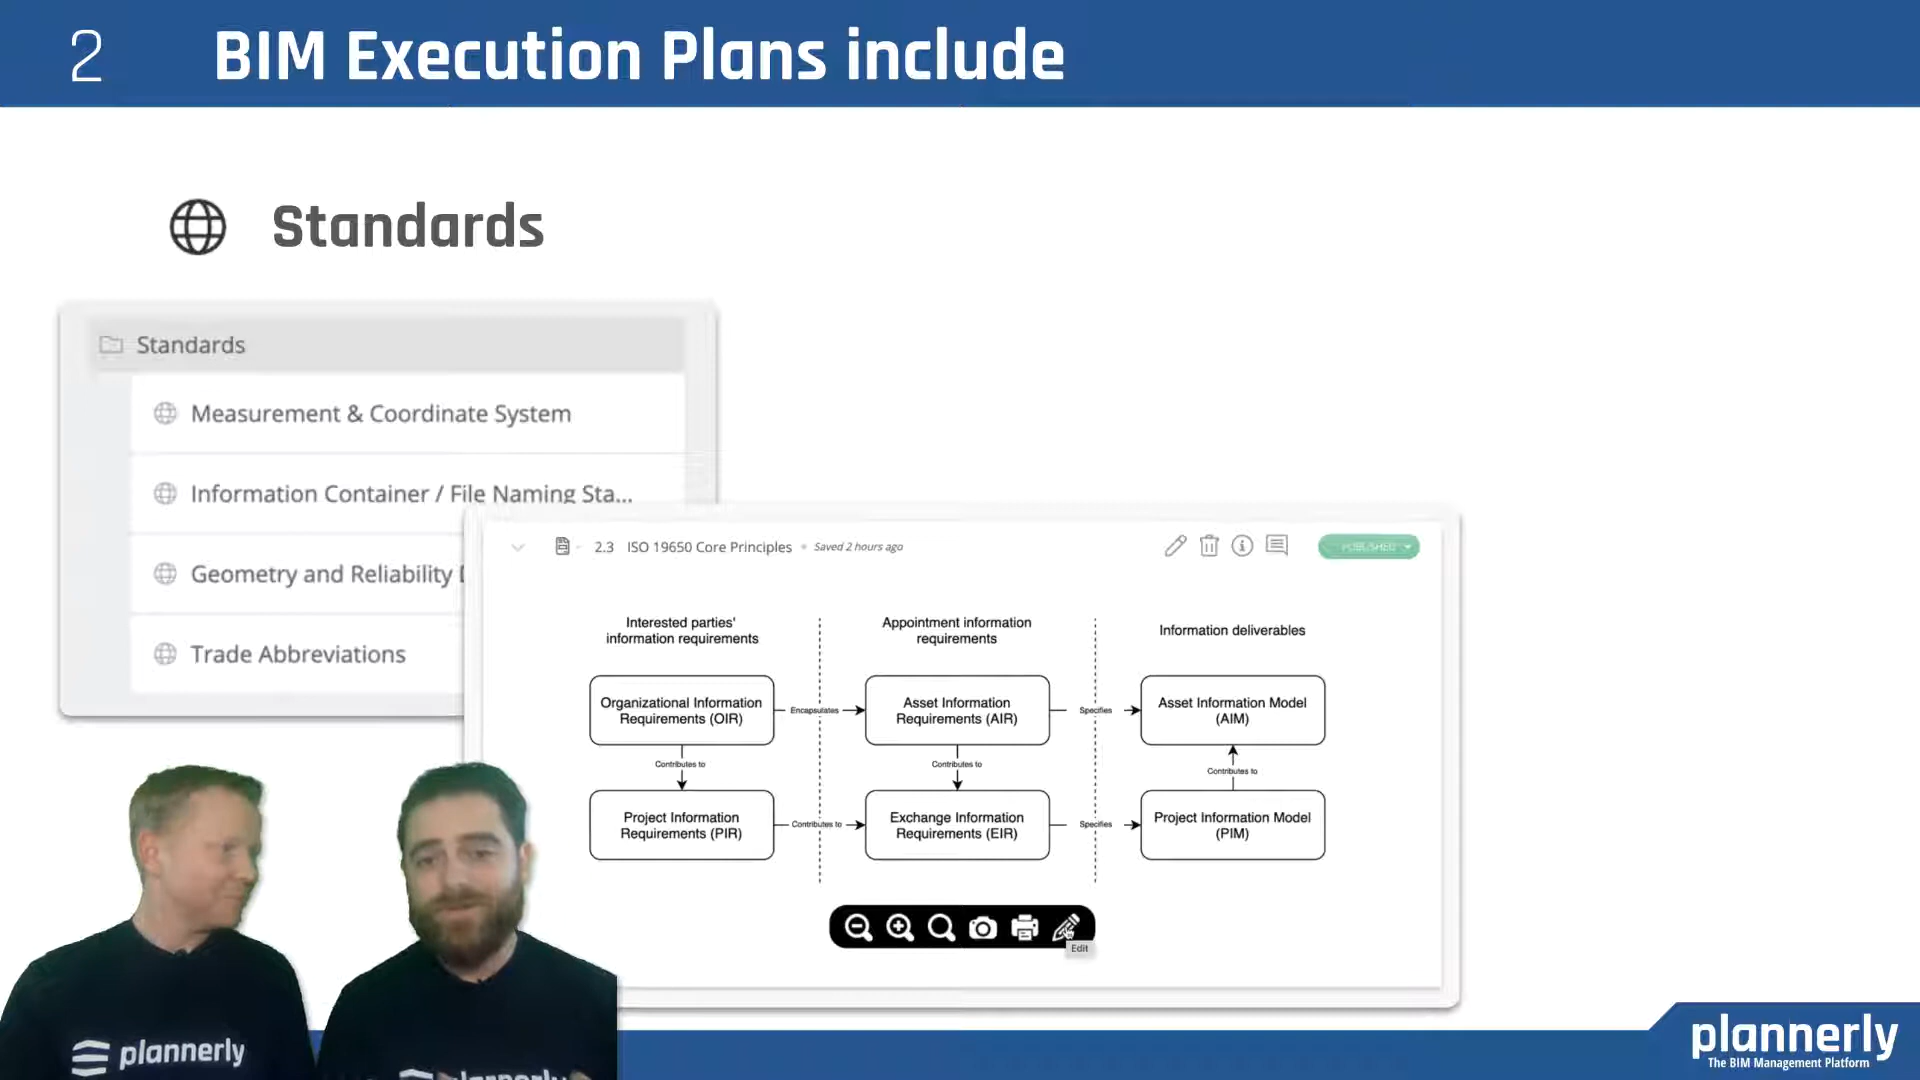 2
BIM Execution Plans include
Standards
Standards
Measurement & Coordinate System
Information Container / File Naming Sta...
Geometry and Reliability
Trade Abbreviations
2.3 ISO 19650 Core Principles • Saved 2 hours ago
PUBLISHED
Interested parties'
information requirements
Appointment information
requirements
Information deliverables
Organizational Information
Requirements (OIR)
Encapsulates
Asset Information
Requirements (AIR)
Specifies
Asset Information Model
(AIM)
Contributes to
Contributes to
Contributes to
Project Information
Requirements (PIR)
Contributes to
Exchange Information
Requirements (EIR)
Specifies
Project Information Model
(PIM)
Edit
plannerly
plannerly
plannerly
The BIM Management Platform